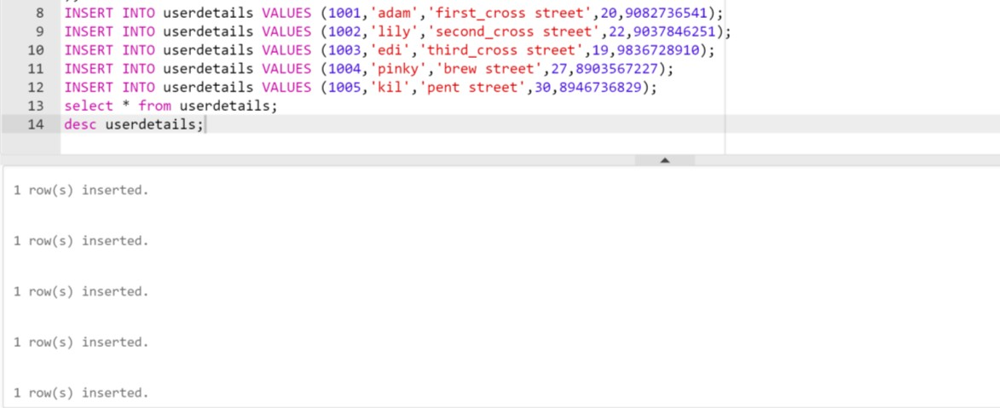 8 INSERT INTO userdetails VALUES (1001,'adam','first_cross street',20,9082736541);
9 INSERT INTO userdetails VALUES (1002,'lily','second_cross street',22,9037846251);
10 INSERT INTO userdetails VALUES (1003,'edi','third_cross street',19,9836728910);
11 INSERT INTO userdetails VALUES (1004,'pinky','brew street',27,8903567227);
12 INSERT INTO userdetails VALUES (1005,'kil','pent street',30,8946736829);
13 select * from userdetails;
14 desc userdetails;
1 row(s) inserted.
1 row(s) inserted.
1 row(s) inserted.
1 row(s) inserted.
1 row(s) inserted.